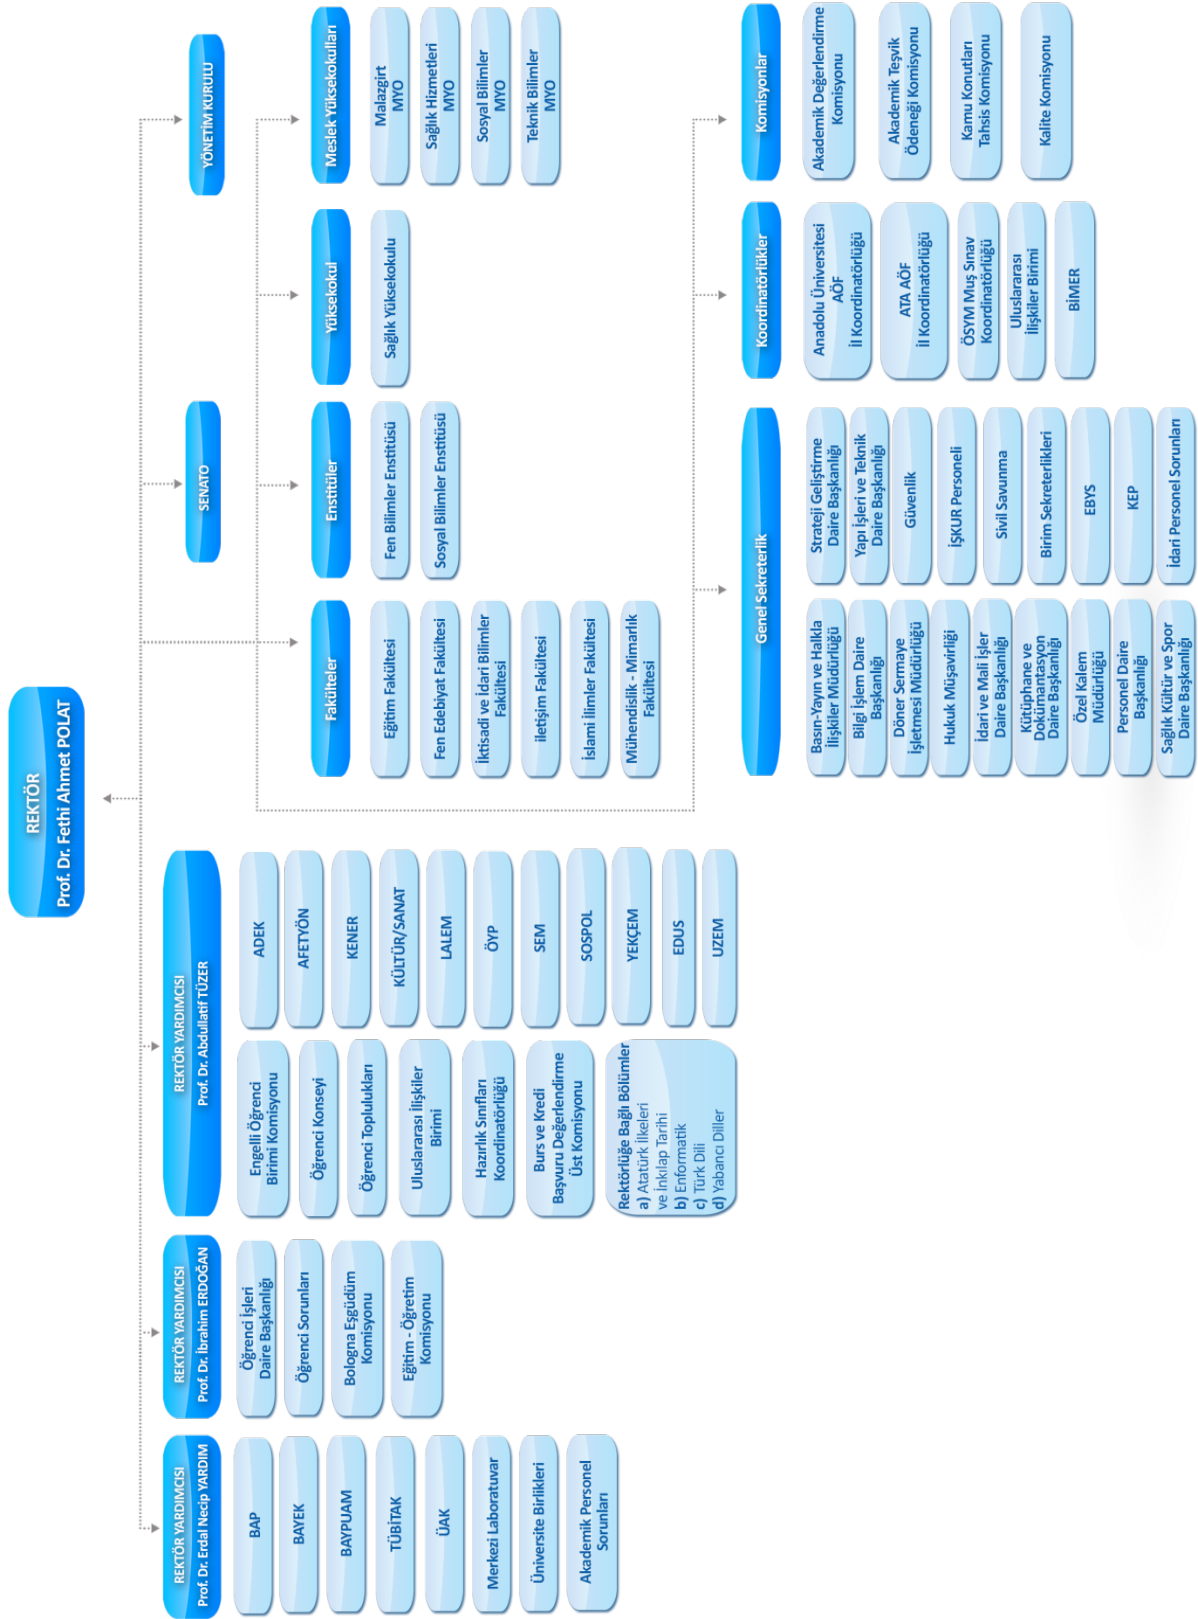 REKTÖR
Prof. Dr. Fethi Ahmet POLAT
REKTÖR YARDIMCISI
Prof. Dr. Erdal Necip YARDIM
BAP
BAYEK
BAYPUAM
TÜBİTAK
ÜAK
Merkezi Laboratuvar
Üniversite Birlikleri
Akademik Personel
Sorunları
REKTÖR YARDIMCISI
Prof. Dr. İbrahim ERDOĞAN
Öğrenci İşleri
Daire Başkanlığı
Öğrenci Sorunları
Bologna Eşgüdüm
Komisyonu
Eğitim - Öğretim
Komisyonu
REKTÖR YARDIMCISI
Prof. Dr. Abdullatif TÜZER
Engelli Öğrenci
Birimi Komisyonu
Öğrenci Konseyi
Öğrenci Toplulukları
Uluslararası İlişkiler
Birimi
Hazırlık Sınıfları
Koordinatörlüğü
Burs ve Kredi
Başvuru Değerlendirme
Üst Komisyonu
Rektörlüğe Bağlı Bölümler
a) Atatürk İlkeleri
ve İnkılap Tarihi
b) Enformatik
c) Türk Dili
d) Yabancı Diller
ADEK
AFETYÖN
KENER
KÜLTÜR/SANAT
LALEM
ÖYP
SEM
SOSPOL
YEKÇEM
EDUS
UZEM
SENATO
YÖNETİM KURULU
Fakülteler
Eğitim Fakültesi
Fen Edebiyat Fakültesi
İktisadi ve İdari Bilimler
Fakültesi
iletişim Fakültesi
İslami İlimler Fakültesi
Mühendisilik - Mimarlık
Fakültesi
Enstitüler
Fen Bilimler Enstitüsü
Sosyal Bilimler Enstitüsü
Yüksekokul
Sağlık Yüksekokulu
Meslek Yüksekokulları
Malazgirt
MYO
Sağlık Hizmetleri
MYO
Sosyal Bilimler
MYO
Teknik Bilimler
MYO
Genel Sekreterlik
Basın-Yayın ve Halkla
İlişkiler Müdürlüğü
Bilgi İşlem Daire
Başkanlığı
Döner Sermaye
İşletmesi Müdürlüğü
Hukuk Müşavirliği
İdari ve Mali İşler
Daire Başkanlığı
Kütüphane ve
Dokümantasyon
Daire Başkanlığı
Özel Kalem
Müdürlüğü
Personel Daire
Başkanlığı
Sağlık Kültür ve Spor
Daire Başkanlığı
Strateji Geliştirme
Daire Başkanlığı
Yapı İşleri ve Teknik
Daire Başkanlığı
Güvenlik
İŞKUR Personeli
Sivil Savunma
Birim Sekreterlikleri
EBYS
KEP
İdari Personel Sorunları
Koordinatörlükler
Anadolu Üniversitesi
AÖF
il Koordinatörlüğü
ATA AÖF
il Koordinatörlüğü
ÖSYM Muş Sınav
Koordinatörlüğü
Uluslararası
İlişkiler Birimi
BİMER
Komisyonlar
Akademik Değerlendirme
Komisyonu
Akademik Teşvik
Ödeneği Komisyonu
Kamu Konutları
Tahsis Komisyonu
Kalite Komisyonu